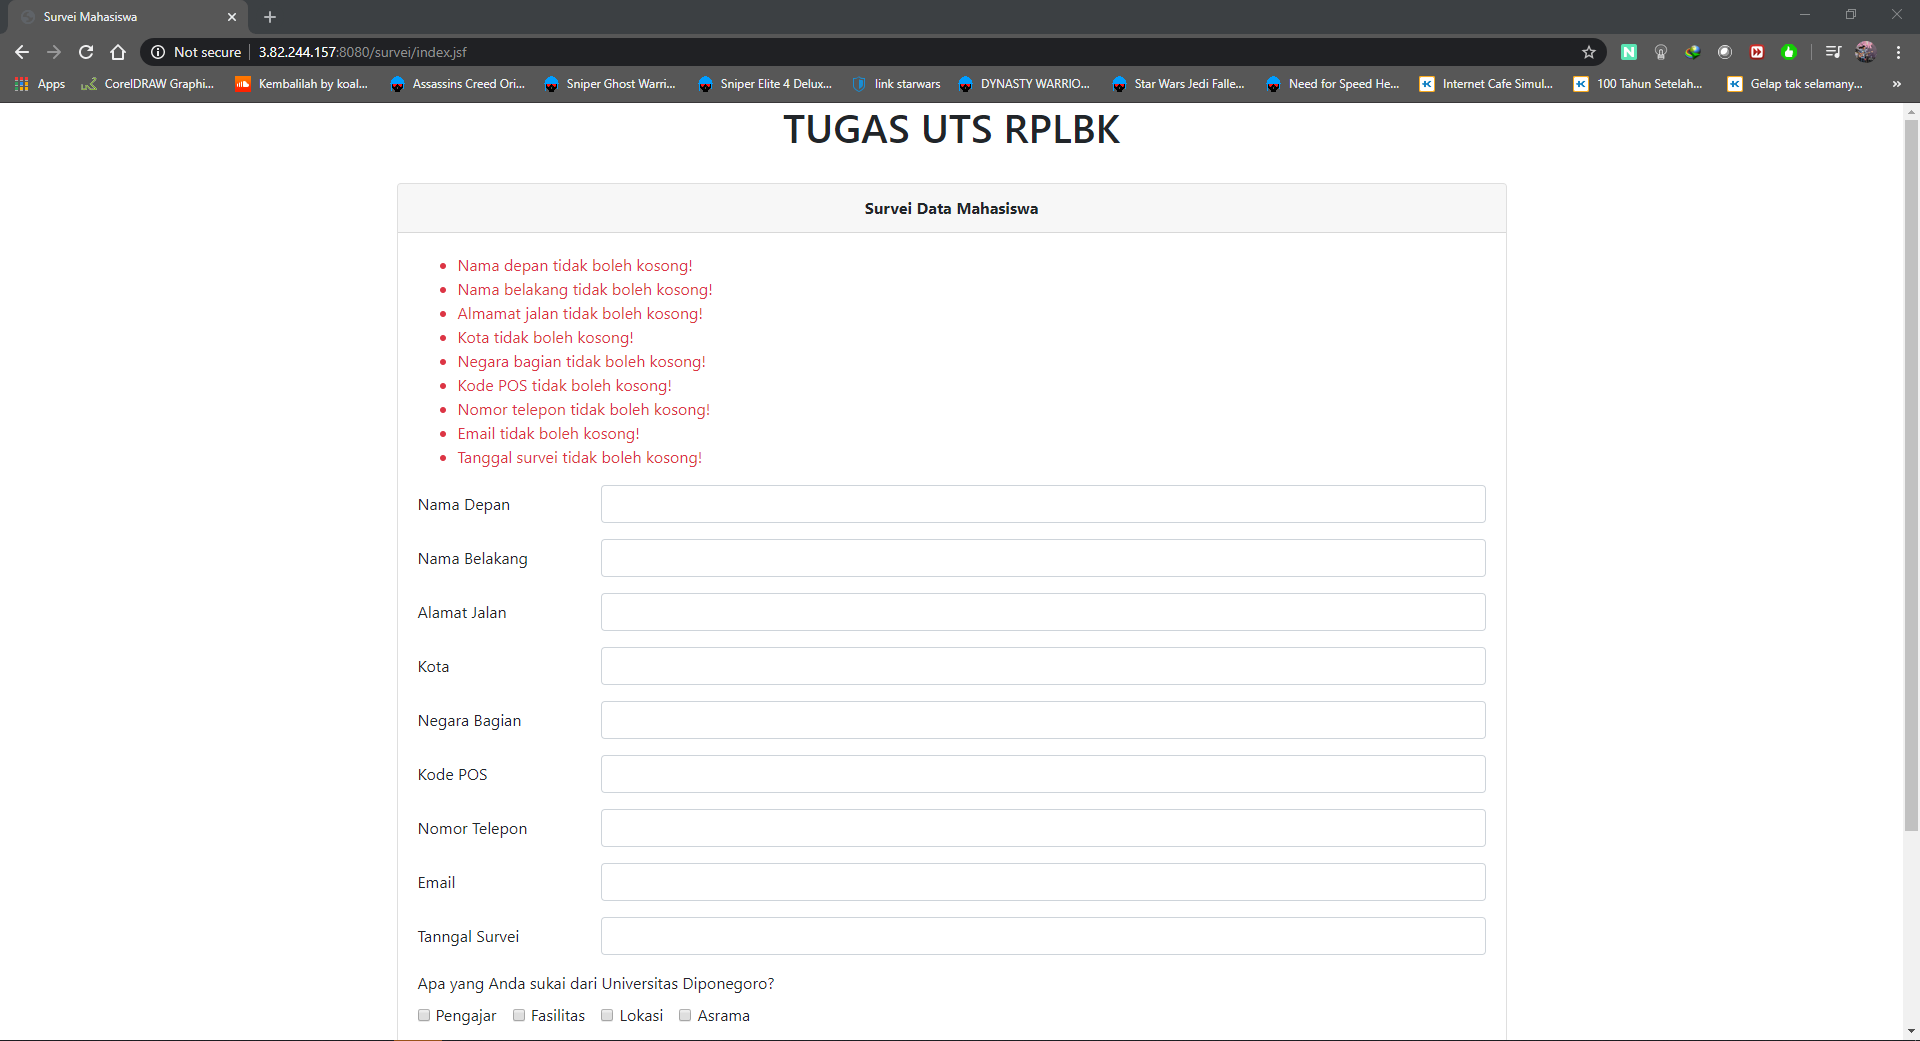 Survei Mahasiswa
Not secure 3.82.244.157:8080/survei/index.jsf
Apps CorelDRAW Graphi... Kembalilah by koal... Assassins Creed Ori... Sniper Ghost Warri... Sniper Elite 4 Delux... link starwars DYNASTY WARRIO... Star Wars Jedi Falle... Need for Speed He... Internet Cafe Simul... 100 Tahun Setelah... Gelap tak selamany... »
TUGAS UTS RPLBK
Survei Data Mahasiswa
Nama depan tidak boleh kosong!
Nama belakang tidak boleh kosong!
Almamat jalan tidak boleh kosong!
Kota tidak boleh kosong!
Negara bagian tidak boleh kosong!
Kode POS tidak boleh kosong!
Nomor telepon tidak boleh kosong!
Email tidak boleh kosong!
Tanggal survei tidak boleh kosong!
Nama Depan
Nama Belakang
Alamat Jalan
Kota
Negara Bagian
Kode POS
Nomor Telepon
Email
Tanngal Survei
Apa yang Anda sukai dari Universitas Diponegoro?
Pengajar Fasilitas Lokasi Asrama